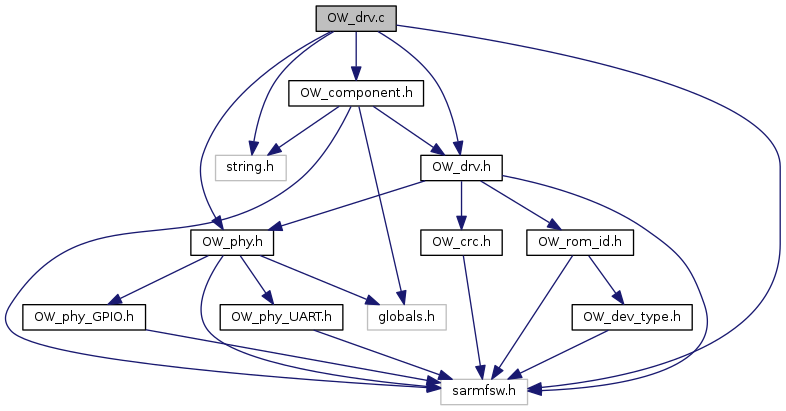 OW_drv.c
OW_component.h
string.h
OW_drv.h
OW_phy.h
OW_crc.h
OW_rom_id.h
OW_phy_GPIO.h
OW_phy_UART.h
globals.h
OW_dev_type.h
sarmfsw.h